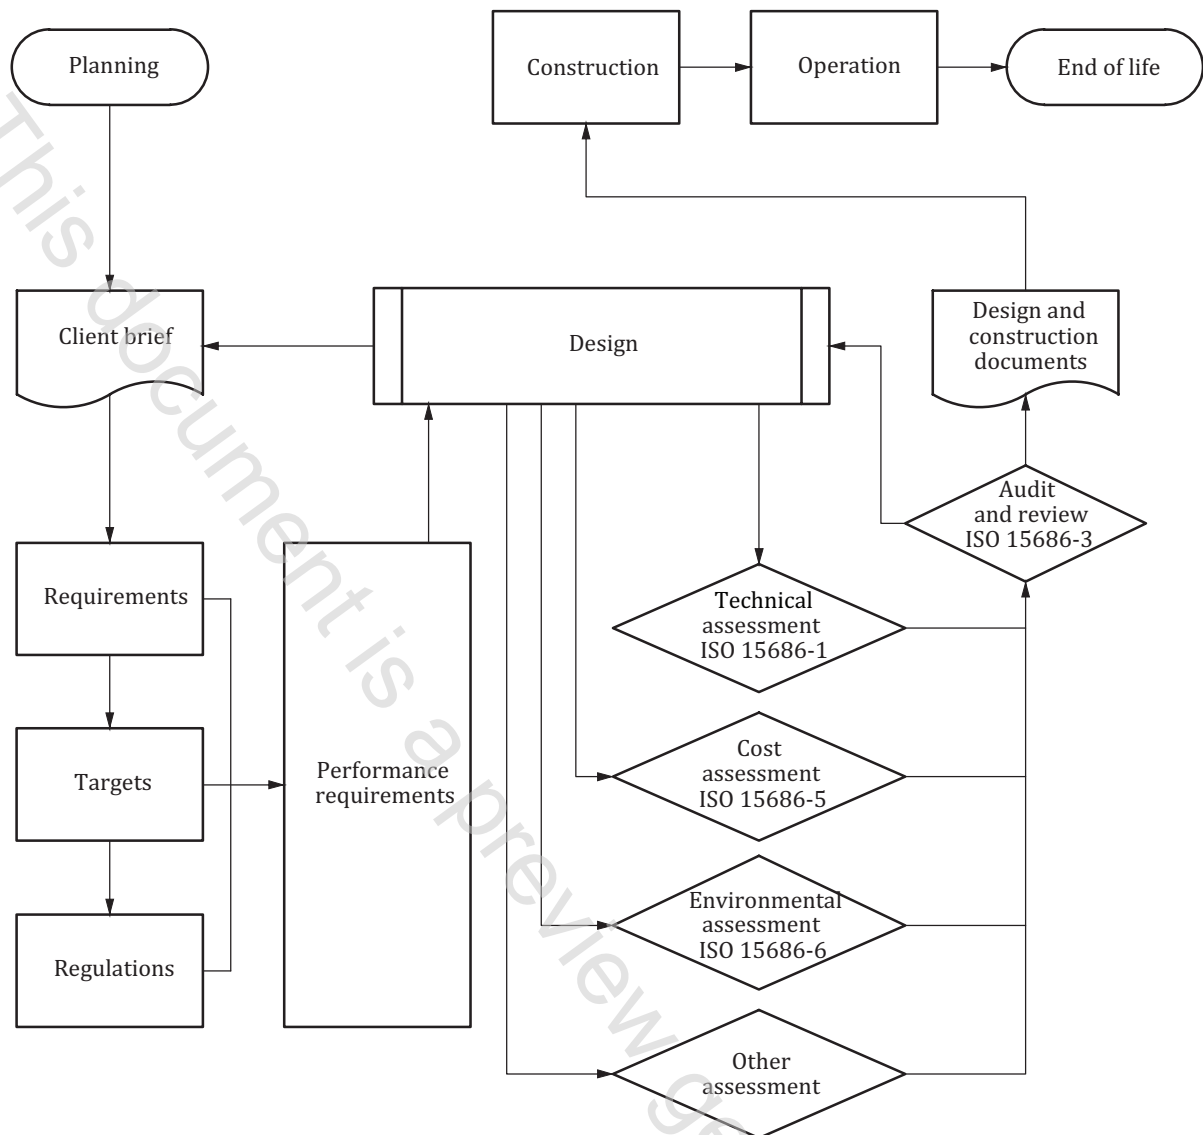 Planning
Construction
Operation
End of life
Client brief
Design
Design and
construction
documents
Audit
and review
ISO 15686-3
Requirements
Technical
assessment
ISO 15686-1
Targets
Performance
requirements
Cost
assessment
ISO 15686-5
Environmental
assessment
ISO 15686-6
Regulations
Other
assessment
This document is a preview ge